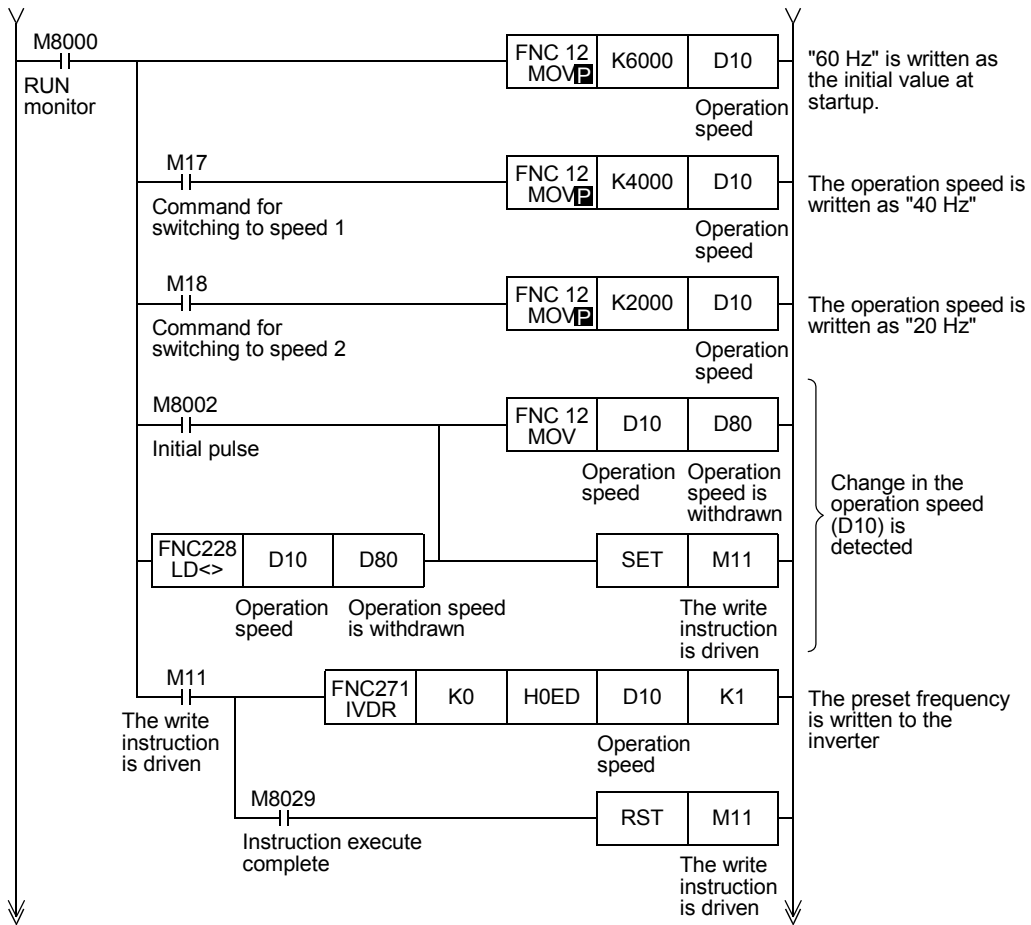 M8000
RUN
monitor
FNC 12
MOVP
K6000
D10
Operation
speed
"60 Hz" is written as
the initial value at
startup.
M17
Command for
switching to speed 1
FNC 12
MOVP
K4000
D10
Operation
speed
The operation speed is
written as "40 Hz"
M18
Command for
switching to speed 2
FNC 12
MOVP
K2000
D10
Operation
speed
The operation speed is
written as "20 Hz"
M8002
Initial pulse
FNC 12
MOV
D10
D80
Operation
speed
Operation
speed is
withdrawn
Change in the
operation speed
(D10) is
detected
FNC228
LD<>
D10
D80
Operation
speed
Operation speed
is withdrawn
SET
M11
The write
instruction
is driven
M11
The write
instruction
is driven
FNC271
IVDR
K0
H0ED
D10
K1
Operation
speed
The preset frequency
is written to the
inverter
M8029
Instruction execute
complete
RST
M11
The write
instruction
is driven